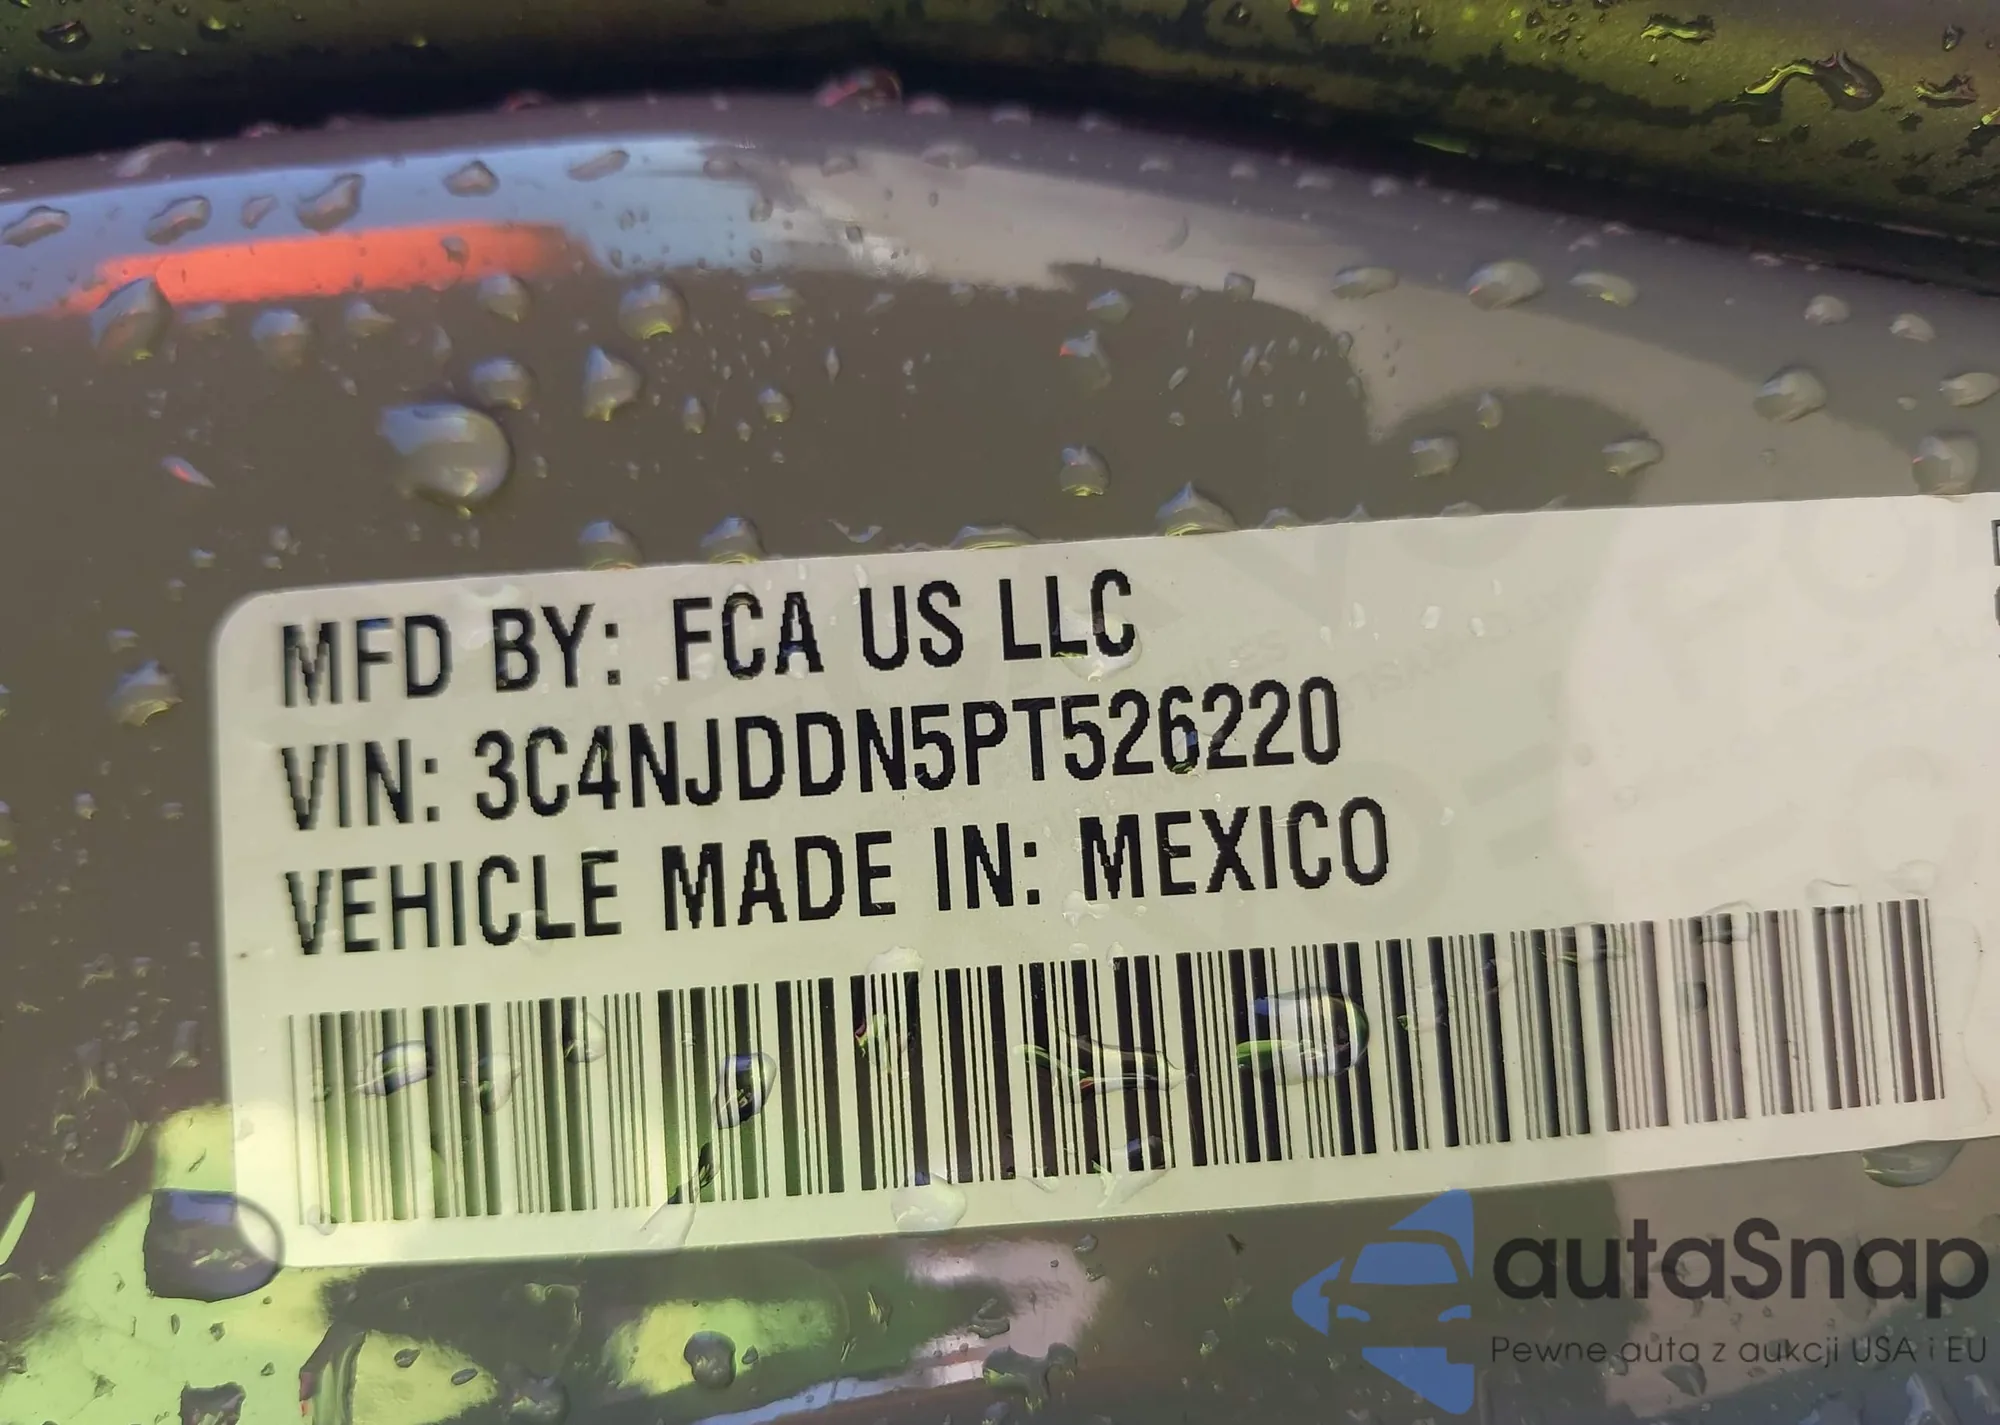 MFD BY: FCA US LLC
VIN: 3C4NJDDN5PT526220
VEHICLE MADE IN: MEXICO
autaSnap
Pewne auta z aukcji USA i EU